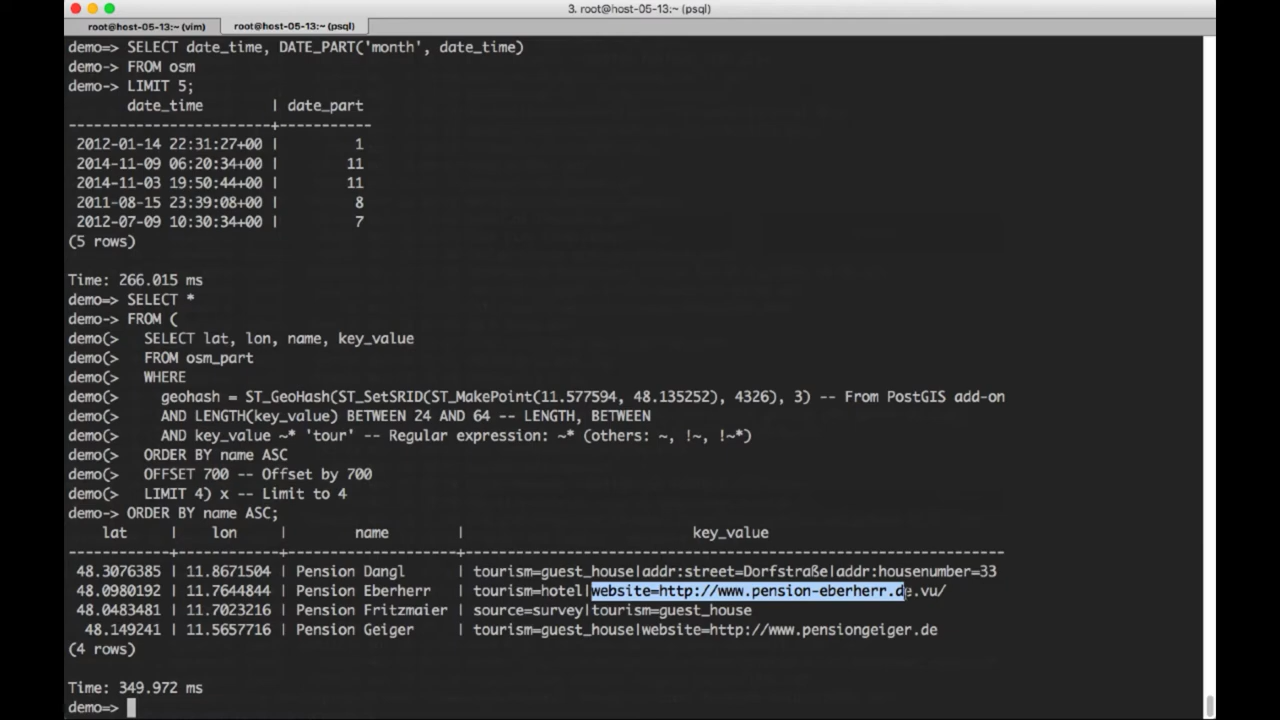 3. root@host-05-13:~ (psql)
root@host-05-13:~ (vim) root@host-05-13:~ (psql)
demo=> SELECT date_time, DATE_PART('month', date_time)
demo-> FROM osm
demo-> LIMIT 5;
       date_time        | date_part
------------------------+-----------
 2012-01-14 22:31:27+00 |         1
 2014-11-09 06:20:34+00 |        11
 2014-11-03 19:50:44+00 |        11
 2011-08-15 23:39:08+00 |         8
 2012-07-09 10:30:34+00 |         7
(5 rows)

Time: 266.015 ms
demo=> SELECT *
demo-> FROM (
demo(>   SELECT lat, lon, name, key_value
demo(>   FROM osm_part
demo(>   WHERE
demo(>     geohash = ST_GeoHash(ST_SetSRID(ST_MakePoint(11.577594, 48.135252), 4326), 3) -- From PostGIS add-on
demo(>     AND LENGTH(key_value) BETWEEN 24 AND 64 -- LENGTH, BETWEEN
demo(>     AND key_value ~* 'tour' -- Regular expression: ~* (others: ~, !~, !~*)
demo(>   ORDER BY name ASC
demo(>   OFFSET 700 -- Offset by 700
demo(>   LIMIT 4) x -- Limit to 4
demo-> ORDER BY name ASC;
    lat     |    lon     |        name        |                           key_value
------------+------------+--------------------+----------------------------------------------------------------
 48.3076385 | 11.8671504 | Pension Dangl      | tourism=guest_house|addr:street=Dorfstraße|addr:housenumber=33
 48.0980192 | 11.7644844 | Pension Eberherr   | tourism=hotel|website=http://www.pension-eberherr.de.vu/
 48.0483481 | 11.7023216 | Pension Fritzmaier | source=survey|tourism=guest_house
  48.149241 | 11.5657716 | Pension Geiger     | tourism=guest_house|website=http://www.pensiongeiger.de
(4 rows)

Time: 349.972 ms
demo=>